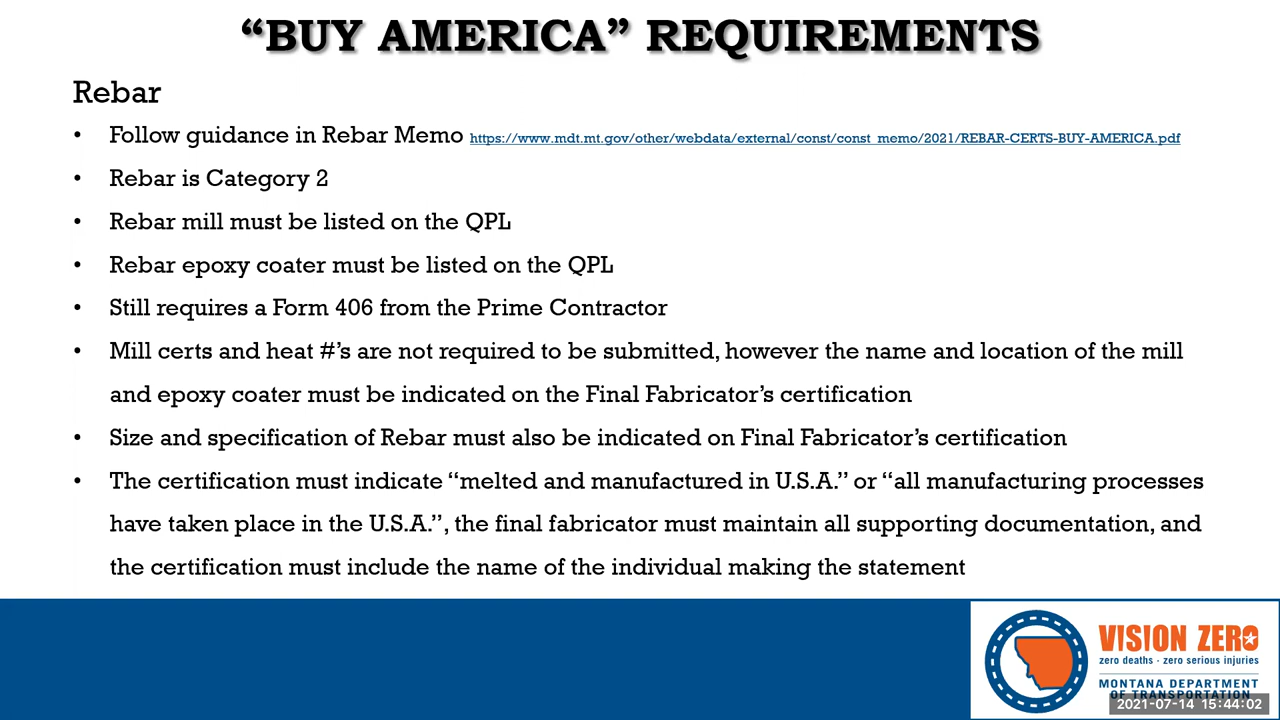 “BUY AMERICA” REQUIREMENTS
Rebar
• Follow guidance in Rebar Memo https://www.mdt.mt.gov/other/webdata/external/const/const_memo/2021/REBAR-CERTS-BUY-AMERICA.pdf
• Rebar is Category 2
• Rebar mill must be listed on the QPL
• Rebar epoxy coater must be listed on the QPL
• Still requires a Form 406 from the Prime Contractor
• Mill certs and heat #’s are not required to be submitted, however the name and location of the mill
and epoxy coater must be indicated on the Final Fabricator’s certification
• Size and specification of Rebar must also be indicated on Final Fabricator’s certification
• The certification must indicate “melted and manufactured in U.S.A.” or “all manufacturing processes
have taken place in the U.S.A.”, the final fabricator must maintain all supporting documentation, and
the certification must include the name of the individual making the statement
VISION ZERO
zero deaths · zero serious injuries
MONTANA DEPARTMENT
OF TRANSPORTATION
2021-07-14 15:44:02